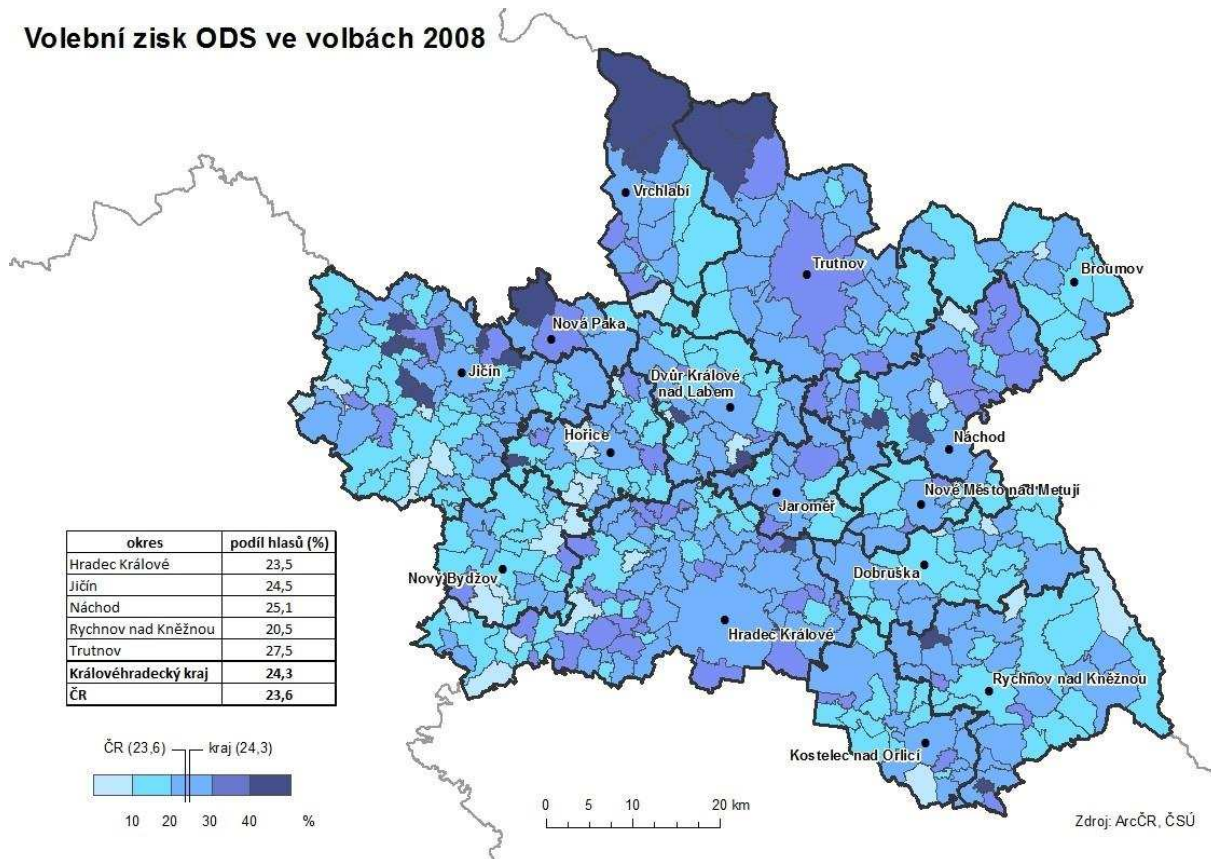 Volební zisk ODS ve volbách 2008
Vrchlabí
Trutnov
Broumov
Nová Paka
Jičín
Dvůr Králové
nad Labem
Hořice
Náchod
Jaroměř
Nové Město nad Metují
Nový Bydžov
Dobruška
Hradec Králové
Rychnov nad Kněžnou
Kostelec nad Orlicí
okres podíl hlasů (%)
Hradec Králové 23,5
Jičín 24,5
Náchod 25,1
Rychnov nad Kněžnou 20,5
Trutnov 27,5
Královéhradecký kraj 24,3
ČR 23,6
ČR (23,6) kraj (24,3)
10 20 30 40 %
0 5 10 20 km
Zdroj: ArcČR, ČSÚ